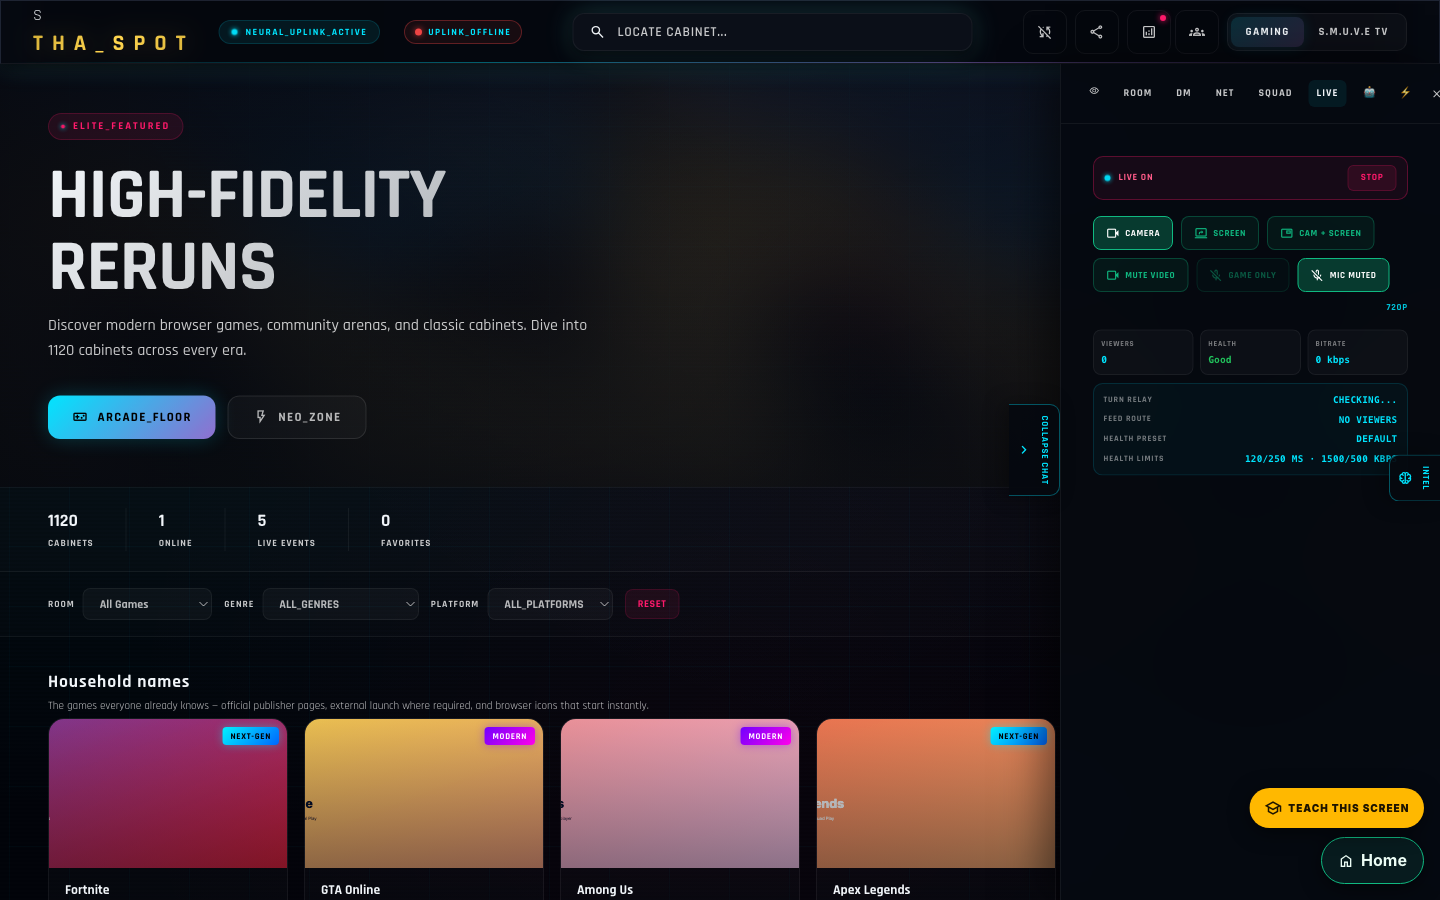 S
THA_SPOT
NEURAL_UPLINK_ACTIVE
UPLINK_OFFLINE
LOCATE CABINET...
GAMING
S.M.U.V.E TV
ROOM
DM
NET
SQUAD
LIVE
ELITE_FEATURED
HIGH-FIDELITY
RERUNS
Discover modern browser games, community arenas, and classic cabinets. Dive into
1120 cabinets across every era.
ARCADE_FLOOR
NEO_ZONE
LIVE ON
STOP
CAMERA
SCREEN
CAM + SCREEN
MUTE VIDEO
GAME ONLY
MIC MUTED
720P
VIEWERS
0
HEALTH
Good
BITRATE
0 kbps
TURN RELAY
CHECKING...
FEED ROUTE
NO VIEWERS
HEALTH PRESET
DEFAULT
HEALTH LIMITS
120/250 MS · 1500/500 KBPS
COLLAPSE CHAT
INTEL
1120
CABINETS
1
ONLINE
5
LIVE EVENTS
0
FAVORITES
ROOM
All Games
GENRE
ALL_GENRES
PLATFORM
ALL_PLATFORMS
RESET
Household names
The games everyone already knows — official publisher pages, external launch where required, and browser icons that start instantly.
NEXT-GEN
MODERN
MODERN
NEXT-GEN
e
s
ends
Fortnite
GTA Online
Among Us
Apex Legends
TEACH THIS SCREEN
Home